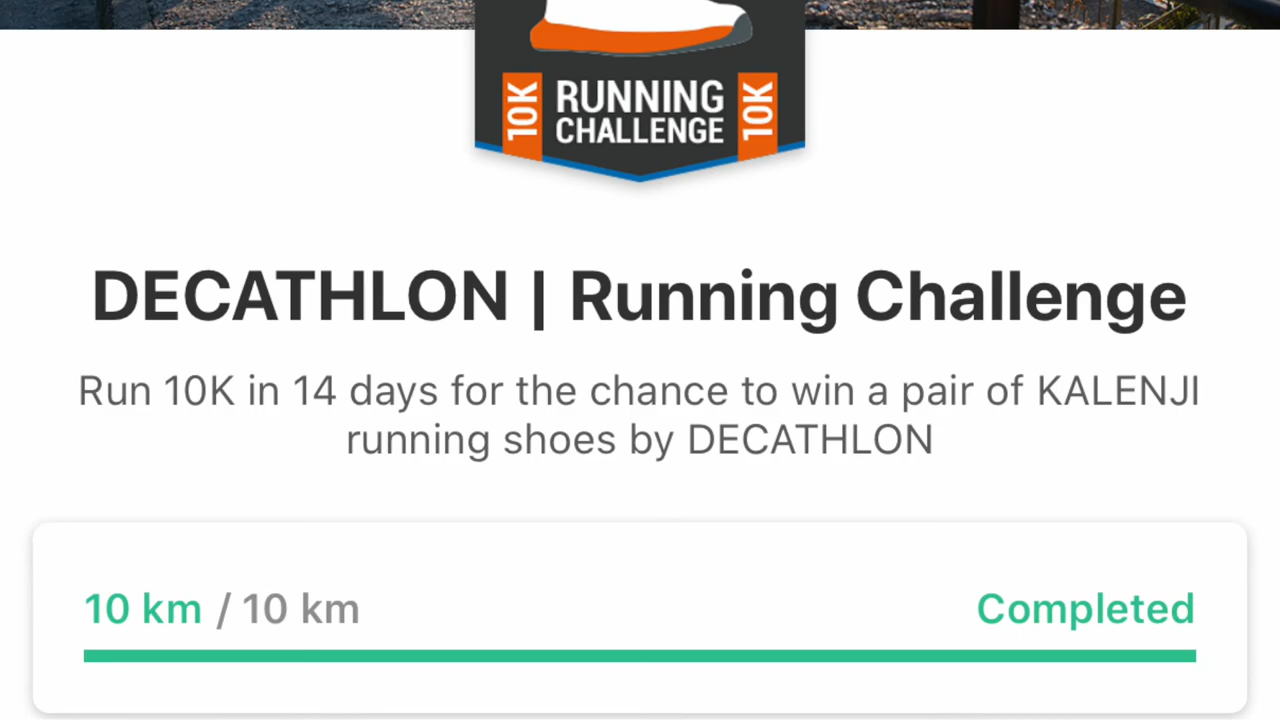 10K RUNNING 10K
CHALLENGE
DECATHLON | Running Challenge
Run 10K in 14 days for the chance to win a pair of KALENJI
running shoes by DECATHLON
10 km / 10 km Completed